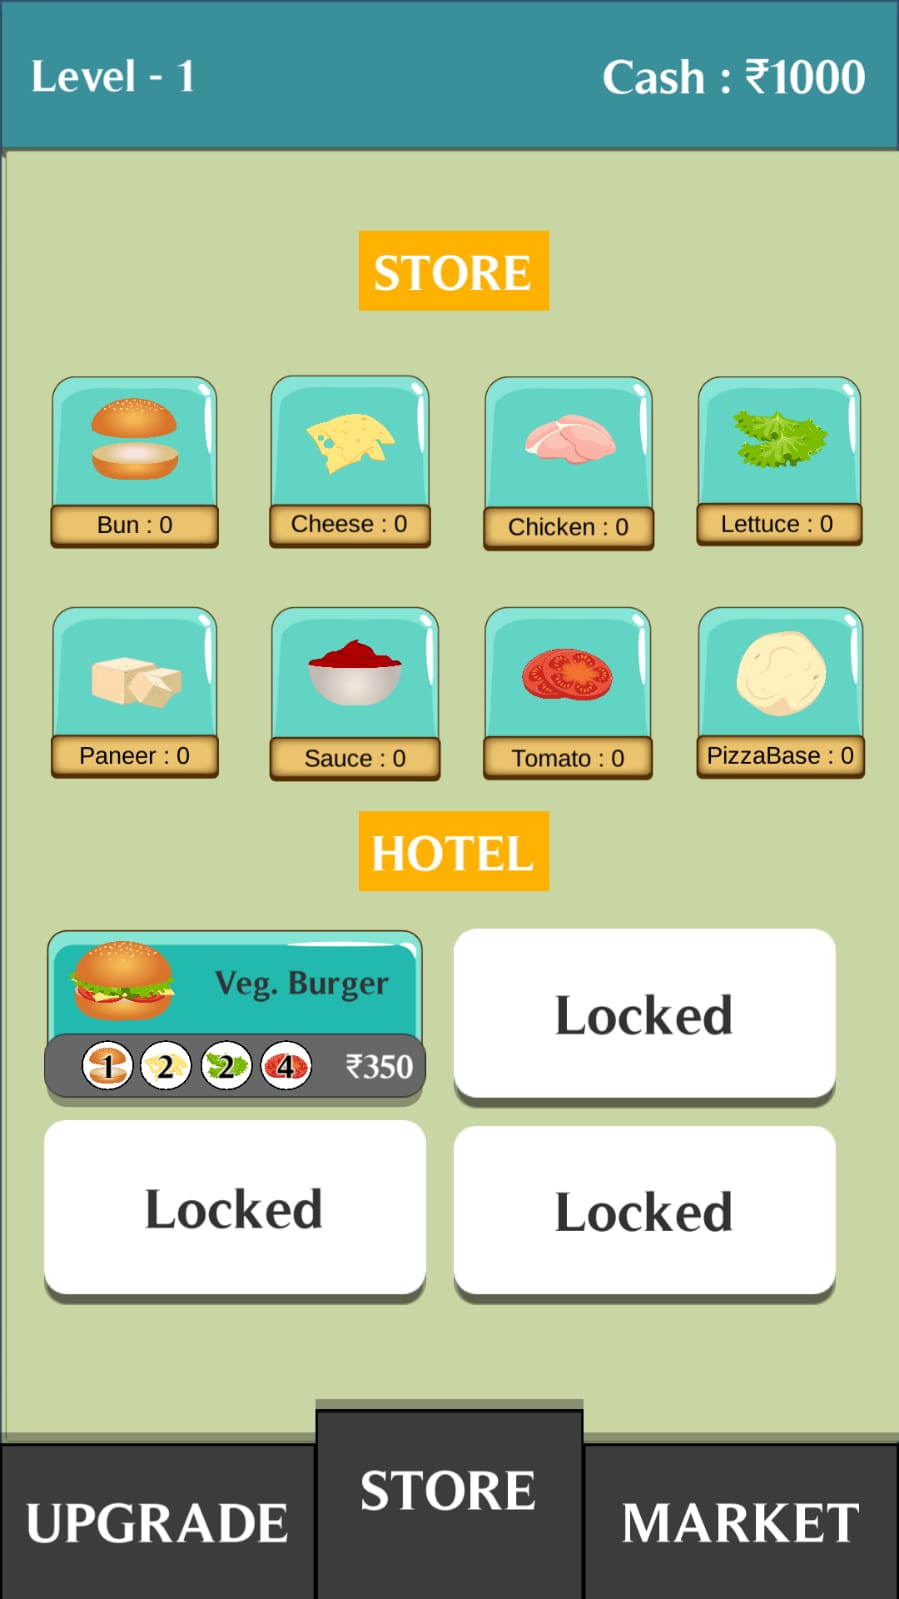 Level - 1
Cash : ₹1000
STORE
Bun : 0
Cheese : 0
Chicken : 0
Lettuce : 0
Paneer : 0
Sauce : 0
Tomato : 0
PizzaBase : 0
HOTEL
Veg. Burger
1 2 2 4 ₹350
Locked
Locked
Locked
UPGRADE
STORE
MARKET